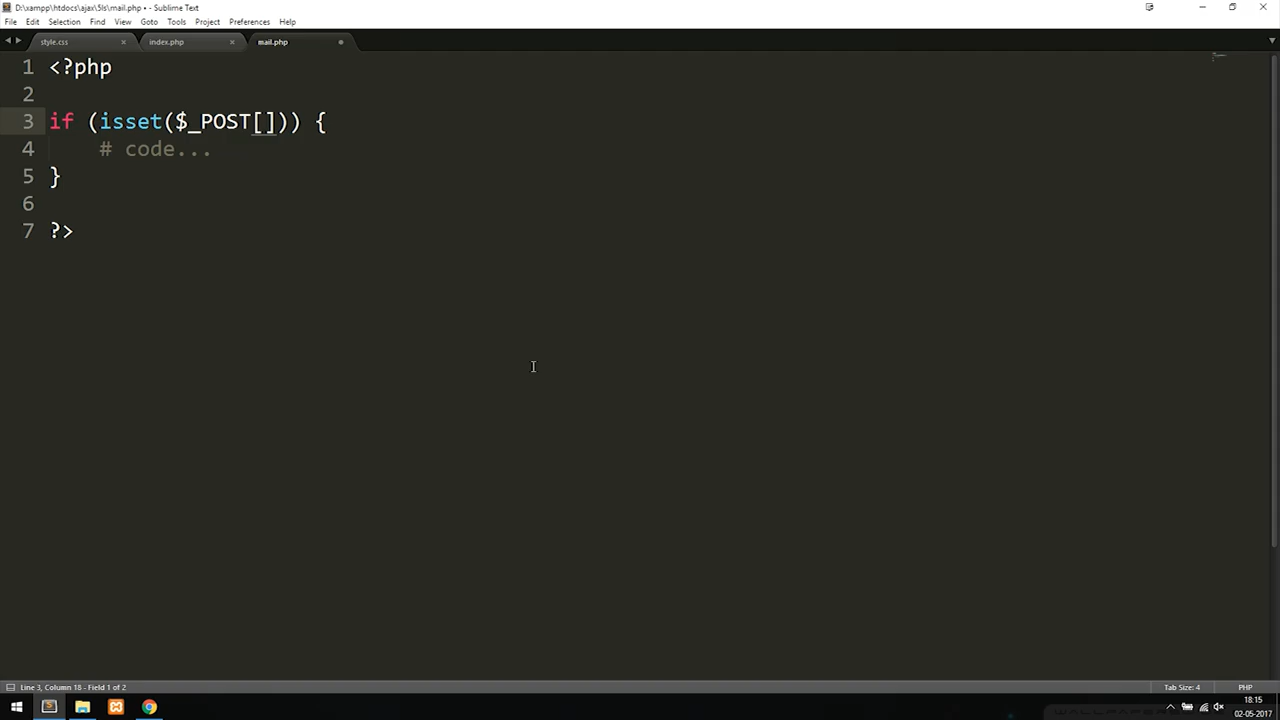 D:\xampp\htdocs\ajax\5ls\mail.php • - Sublime Text
File Edit Selection Find View Goto Tools Project Preferences Help
style.css × index.php × mail.php
1 <?php
2
3 if (isset($_POST[])) {
4 # code...
5 }
6
7 ?>
Line 3, Column 18 - Field 1 of 2 Tab Size: 4 PHP
18:15
02-05-2017